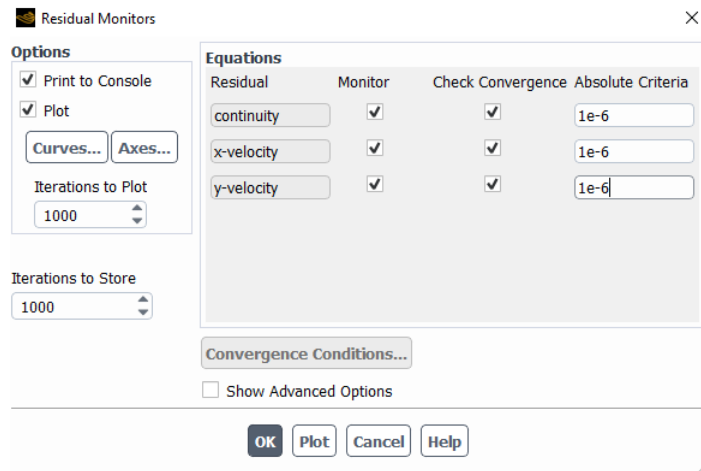 Residual Monitors
Options
Print to Console
Plot
Curves... Axes...
Iterations to Plot
1000
Iterations to Store
1000
Equations
Residual Monitor Check Convergence Absolute Criteria
continuity 1e-6
x-velocity 1e-6
y-velocity 1e-6
Convergence Conditions...
Show Advanced Options
OK Plot Cancel Help